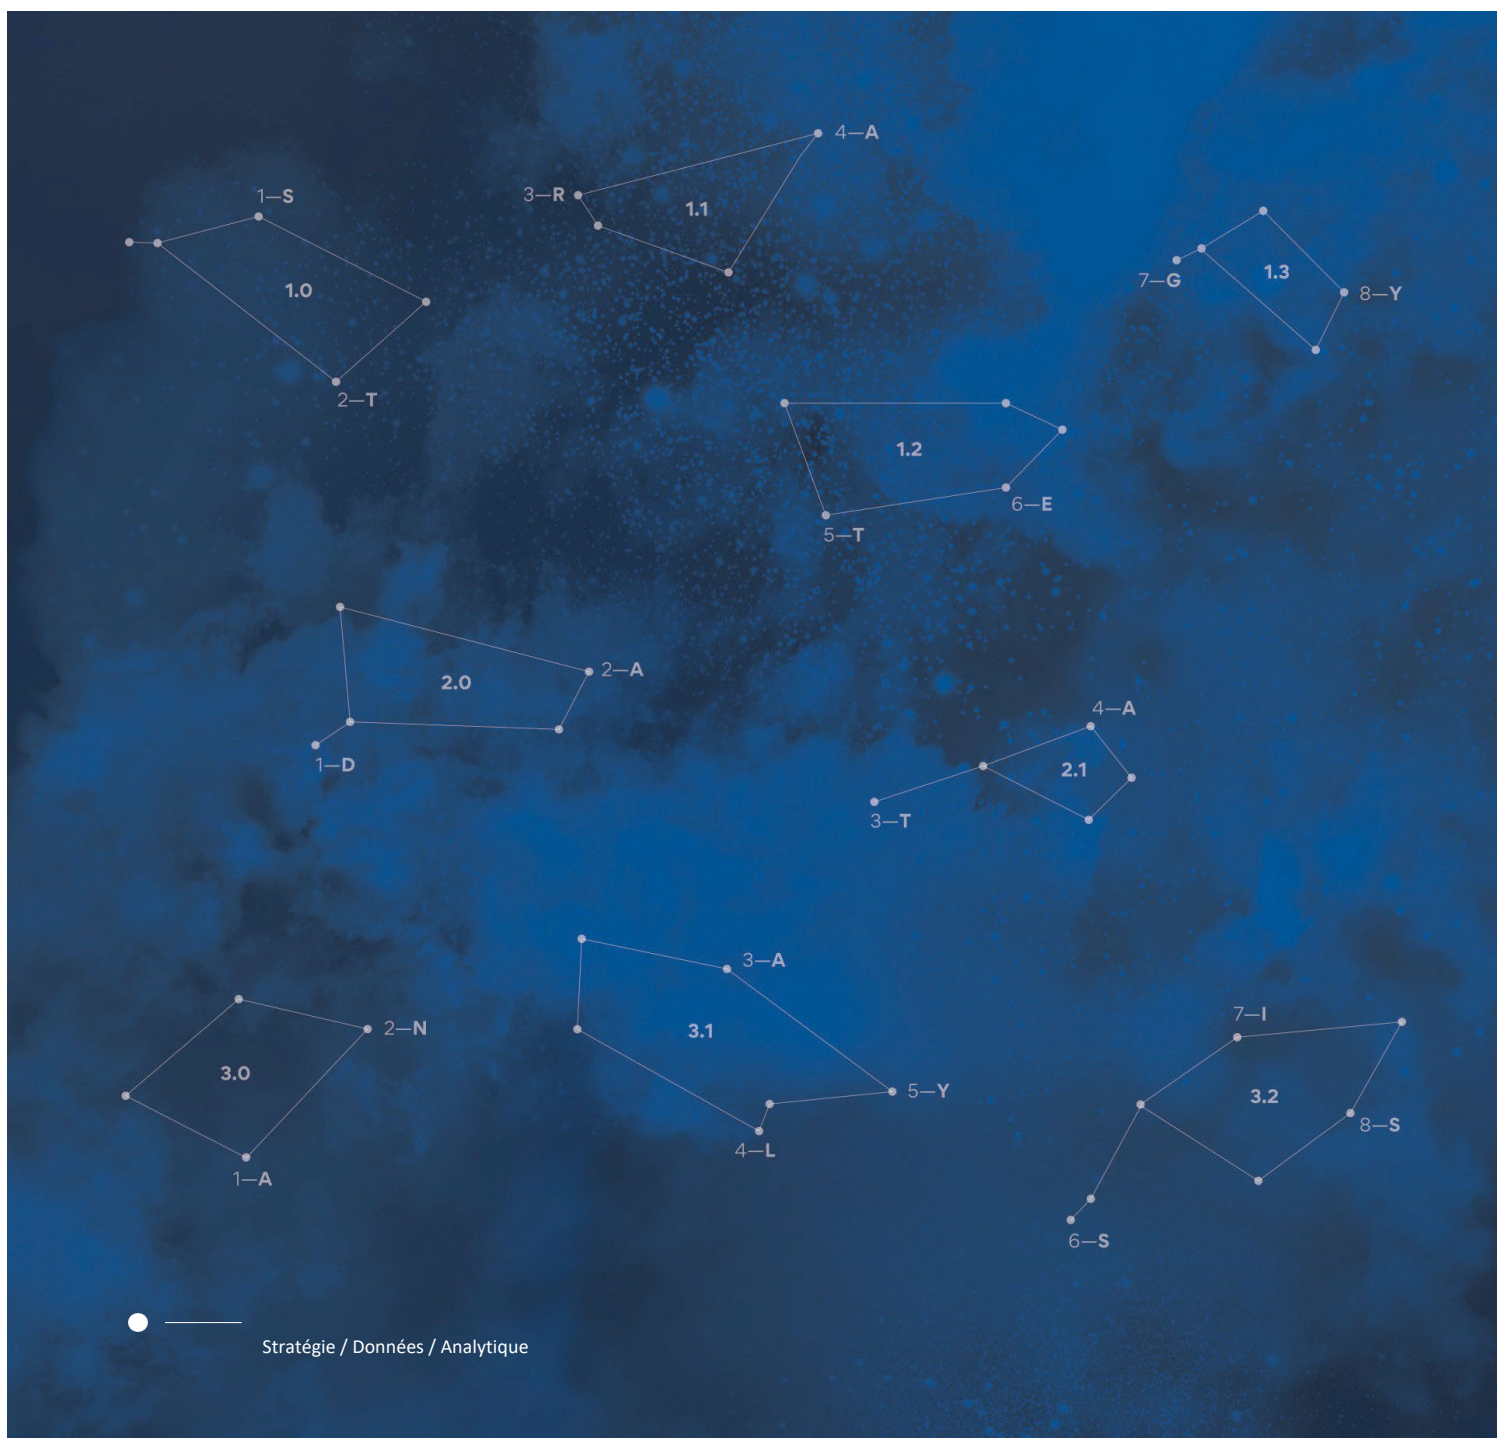 1—S
1.0
2—T
3—R
4—A
1.1
5—T
1.2
6—E
7—G
1.3
8—Y
1—D
2.0
2—A
3—T
4—A
2.1
1—A
3.0
2—N
3—A
3.1
4—L
5—Y
6—S
7—I
3.2
8—S
Stratégie / Données / Analytique